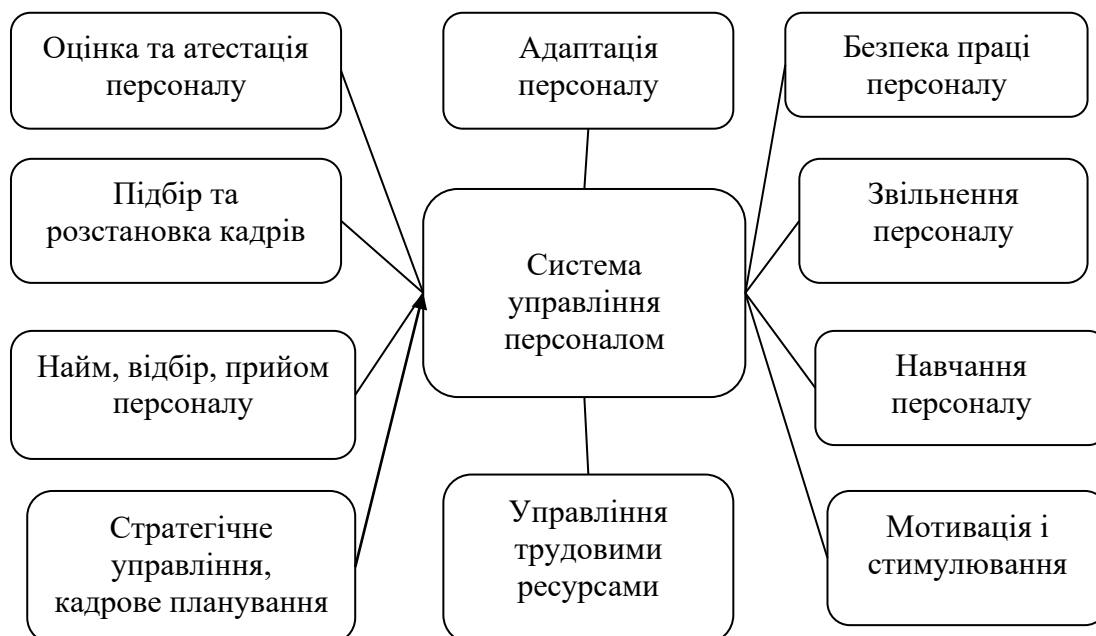 Оцінка та атестація
персоналу
Адаптація
персоналу
Безпека праці
персоналу
Підбір та
розстановка кадрів
Звільнення
персоналу
Система
управління
персоналом
Найм, відбір, прийом
персоналу
Навчання
персоналу
Стратегічне
управління,
кадрове планування
Управління
трудовими
ресурсами
Мотивація і
стимулювання